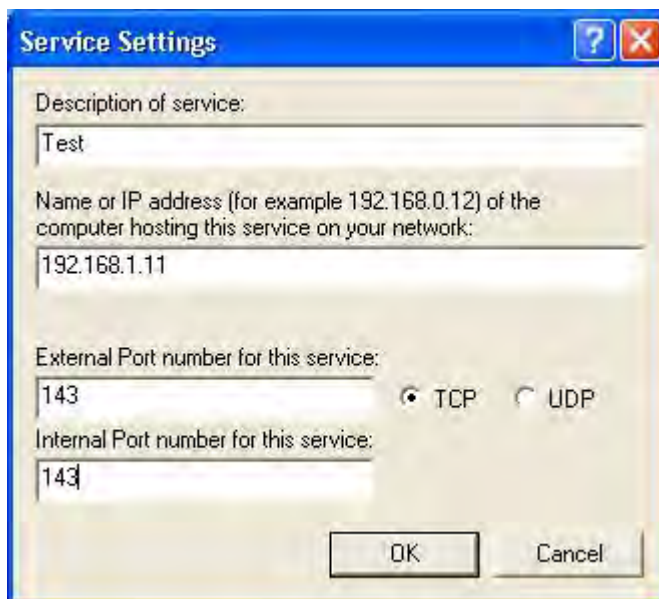 Service Settings
Description of service:
Test
Name or IP address (for example 192.168.0.12) of the
computer hosting this service on your network:
192.168.1.11
External Port number for this service:
143
TCP
UDP
Internal Port number for this service:
143
OK
Cancel